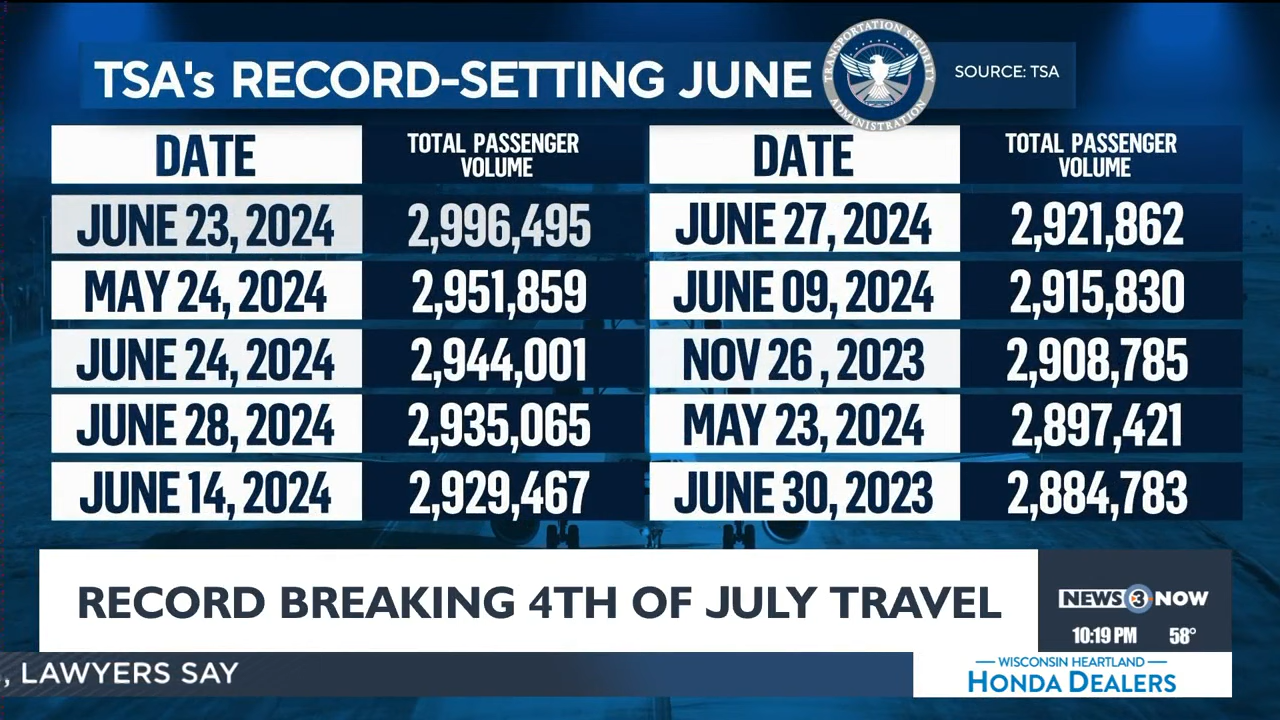 TSA's RECORD-SETTING JUNE
TRANSPORTATION SECURITY
ADMINISTRATION
SOURCE: TSA
DATE
TOTAL PASSENGER
VOLUME
DATE
TOTAL PASSENGER
VOLUME
JUNE 23, 2024 2,996,495 JUNE 27, 2024 2,921,862
MAY 24, 2024 2,951,859 JUNE 09, 2024 2,915,830
JUNE 24, 2024 2,944,001 NOV 26 , 2023 2,908,785
JUNE 28, 2024 2,935,065 MAY 23, 2024 2,897,421
JUNE 14, 2024 2,929,467 JUNE 30, 2023 2,884,783
RECORD BREAKING 4TH OF JULY TRAVEL
NEWS 3 NOW
10:19 PM 58°
, LAWYERS SAY
WISCONSIN HEARTLAND
HONDA DEALERS